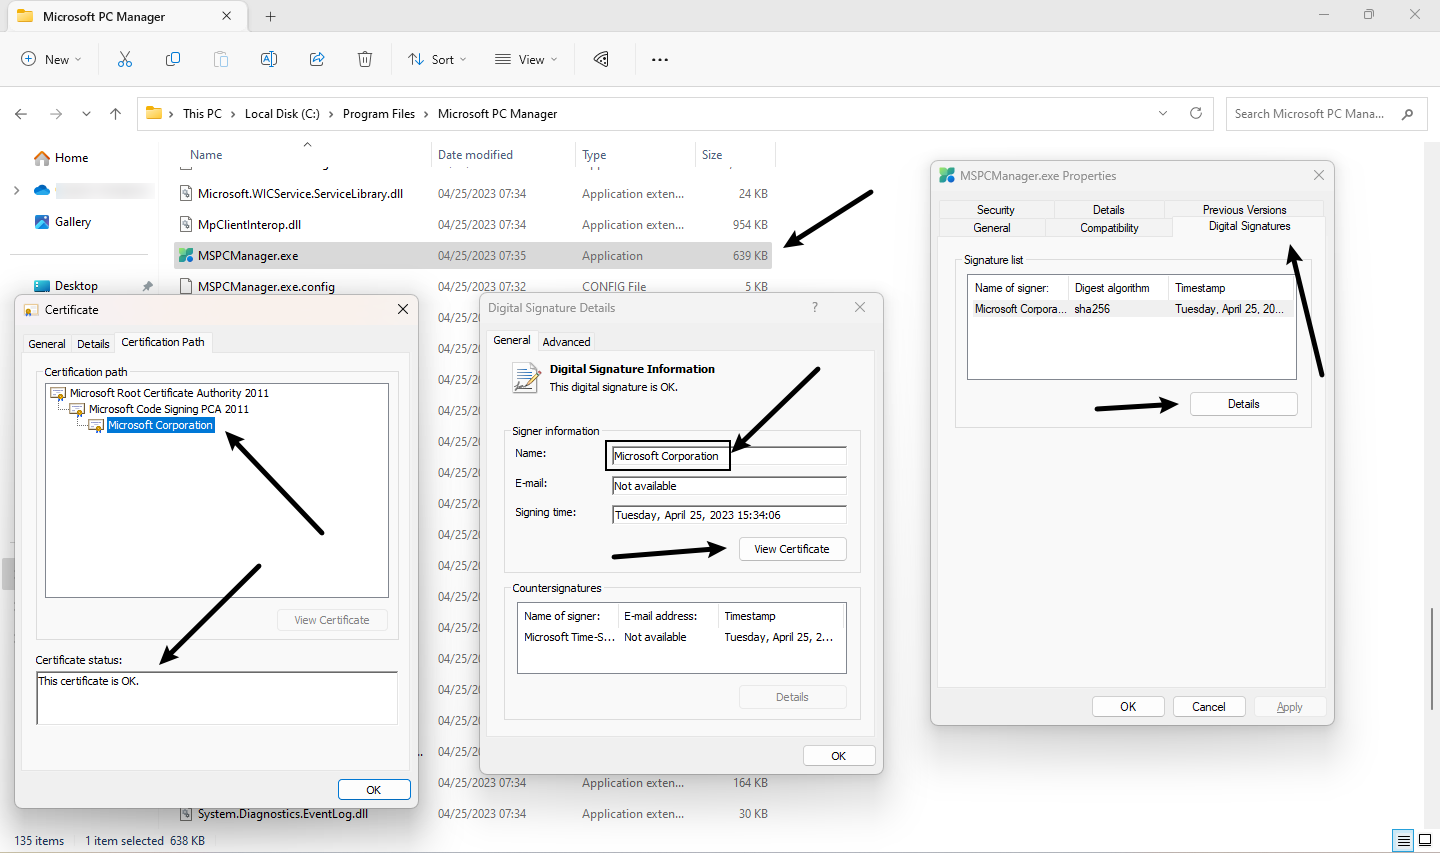 Microsoft PC Manager
New
Sort
View
This PC
Local Disk (C:)
Program Files
Microsoft PC Manager
Search Microsoft PC Mana...
Home
Gallery
Desktop
Name
Date modified
Type
Size
Microsoft.WICService.ServiceLibrary.dll 04/25/2023 07:34 Application exten... 24 KB
MpClientInterop.dll 04/25/2023 07:34 Application exten... 954 KB
MSPCManager.exe 04/25/2023 07:35 Application 639 KB
MSPCManager.exe.config 04/25/2023 07:32 CONFIG File 5 KB
04/25/2023 07:34 Application exten... 164 KB
System.Diagnostics.EventLog.dll 04/25/2023 07:34 Application exten... 30 KB
135 items 1 item selected 638 KB
Certificate
General Details Certification Path
Certification path
Microsoft Root Certificate Authority 2011
Microsoft Code Signing PCA 2011
Microsoft Corporation
View Certificate
Certificate status:
This certificate is OK.
OK
Digital Signature Details
?
General Advanced
Digital Signature Information
This digital signature is OK.
Signer information
Name: Microsoft Corporation
E-mail: Not available
Signing time: Tuesday, April 25, 2023 15:34:06
View Certificate
Countersignatures
Name of signer: E-mail address: Timestamp
Microsoft Time-S... Not available Tuesday, April 25, 2...
Details
OK
MSPCManager.exe Properties
Security Details Previous Versions
General Compatibility Digital Signatures
Signature list
Name of signer: Digest algorithm Timestamp
Microsoft Corpora... sha256 Tuesday, April 25, 20...
Details
OK Cancel Apply